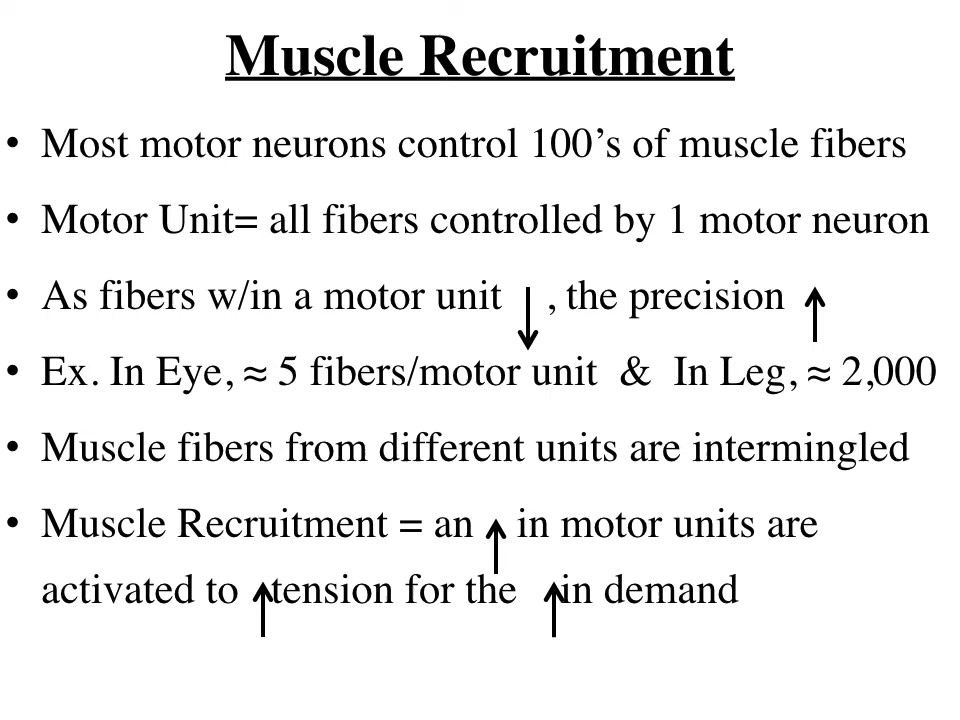 Muscle Recruitment
• Most motor neurons control 100’s of muscle fibers
• Motor Unit= all fibers controlled by 1 motor neuron
• As fibers w/in a motor unit ↓, the precision ↑
• Ex. In Eye, ≈ 5 fibers/motor unit & In Leg, ≈ 2,000
• Muscle fibers from different units are intermingled
• Muscle Recruitment = an ↑ in motor units are
activated to ↑ tension for the ↑ in demand